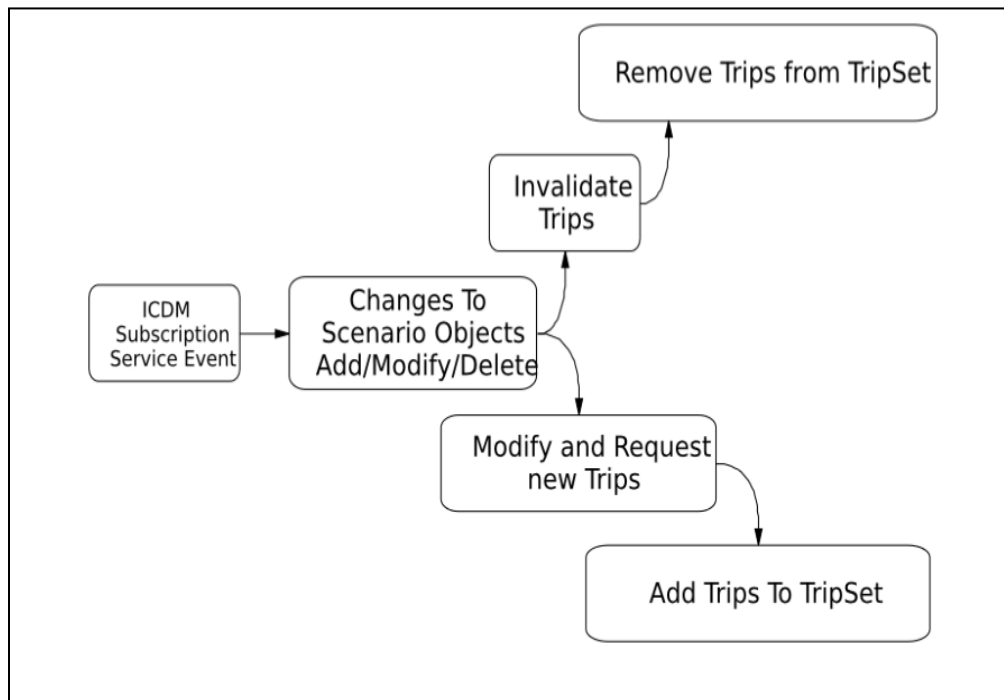 Remove Trips from TripSet
Invalidate
Trips
ICDM
Subscription
Service Event
Changes To
Scenario Objects
Add/Modify/Delete
Modify and Request
new Trips
Add Trips To TripSet